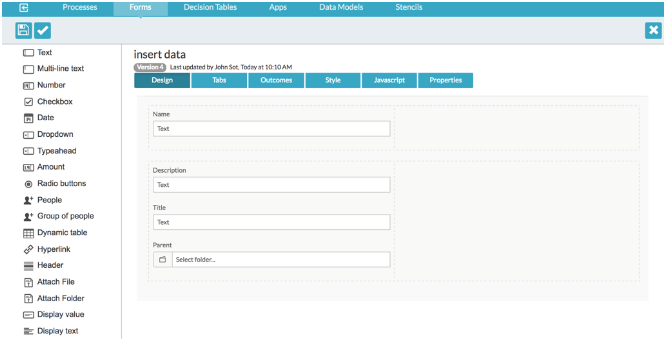 Processes Forms Decision Tables Apps Data Models Stencils
Text
Multi-line text
Number
Checkbox
Date
Dropdown
Typeahead
Amount
Radio buttons
People
Group of people
Dynamic table
Hyperlink
Header
Attach File
Attach Folder
Display value
Display text
insert data
Version 4 Last updated by John Sot, Today at 10:10 AM
Design Tabs Outcomes Style Javascript Properties
Name
Text
Description
Text
Title
Text
Parent
Select folder...